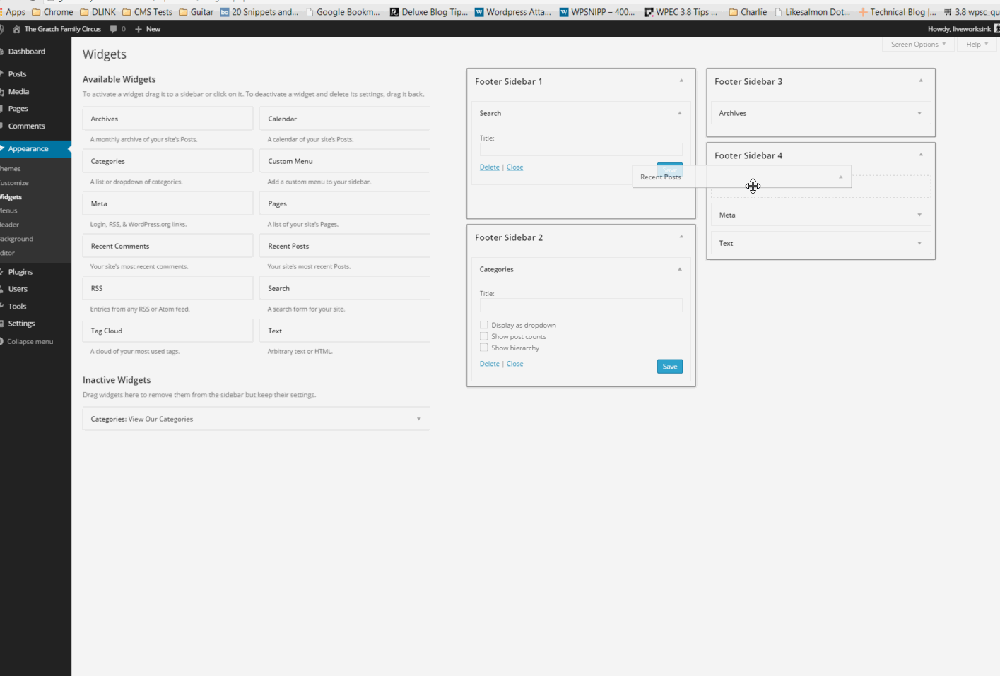 Apps Chrome DLINK CMS Tests Guitar 20 Snippets and... Google Bookm... Deluxe Blog Tip... Wordpress Atta... WPSNIPP – 400... WPEC 3.8 Tips ... Charlie Likesalmon Dot... Technical Blog |... 3.8 wpsc_qu
The Gratch Family Circus 0 + New Howdy, liveworksink
Screen Options Help
Dashboard
Posts
Media
Pages
Comments
Appearance
hemes
ustomize
Widgets
Menus
eader
ackground
ditor
Plugins
Users
Tools
Settings
Collapse menu
Widgets
Available Widgets
To activate a widget drag it to a sidebar or click on it. To deactivate a widget and delete its settings, drag it back.
Archives Calendar
A monthly archive of your site's Posts. A calendar of your site's Posts.
Categories Custom Menu
A list or dropdown of categories. Add a custom menu to your sidebar.
Meta Pages
Login, RSS, & WordPress.org links. A list of your site's Pages.
Recent Comments Recent Posts
Your site's most recent comments. Your site's most recent Posts.
RSS Search
Entries from any RSS or Atom feed. A search form for your site.
Tag Cloud Text
A cloud of your most used tags. Arbitrary text or HTML.
Inactive Widgets
Drag widgets here to remove them from the sidebar but keep their settings.
Categories: View Our Categories
Footer Sidebar 1
Search
Title:
Delete | Close Save
Recent Posts
Footer Sidebar 2
Categories
Title:
Display as dropdown
Show post counts
Show hierarchy
Delete | Close Save
Footer Sidebar 3
Archives
Footer Sidebar 4
Meta
Text